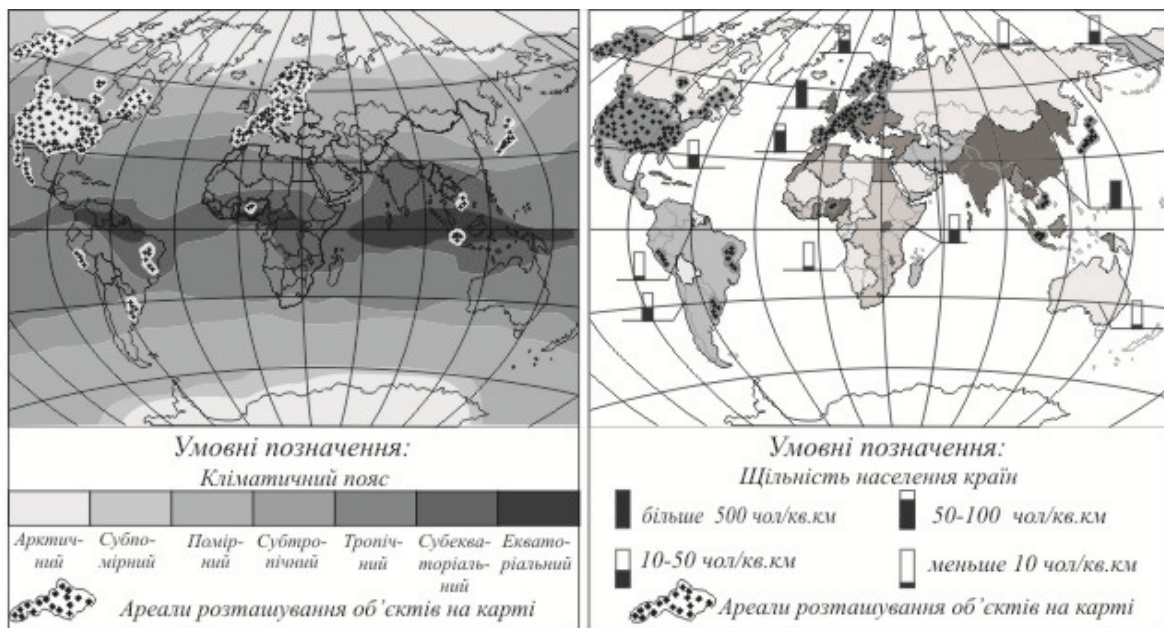 Умовні позначення:
Кліматичний пояс
Арктич-
ний
Субпо-
мірний
Помір-
ний
Субтро-
пічний
Тропіч-
ний
Субеква-
торіаль-
ний
Еквато-
ріальний
Ареали розташування об’єктів на карті
Умовні позначення:
Щільність населення країн
більше 500 чол/кв.км
50-100 чол/кв.км
10-50 чол/кв.км
меньше 10 чол/кв.км
Ареали розташування об’єктів на карті